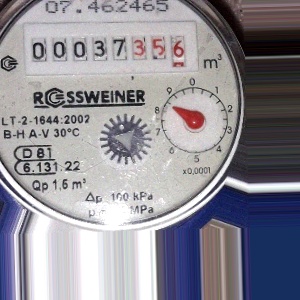 07.462465
00037356 m³
ROSSWEINER
LT-2-1644:2002
B-H A-V 30°C
D 81
6.131.22
Qp 1.5 m³
Δp 100 kPa
MPa
0
1
2
4
5
6
7
8
9
x0,0001